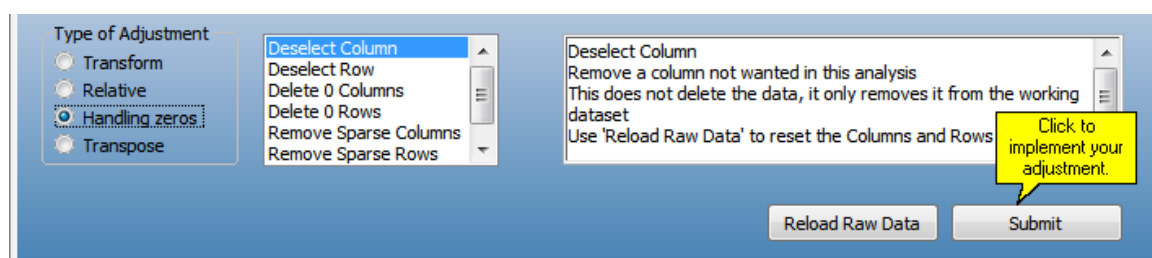 Type of Adjustment
Transform
Relative
Handling zeros
Transpose
Deselect Column
Deselect Row
Delete 0 Columns
Delete 0 Rows
Remove Sparse Columns
Remove Sparse Rows
Deselect Column
Remove a column not wanted in this analysis
This does not delete the data, it only removes it from the working
dataset
Use 'Reload Raw Data' to reset the Columns and Rows
Click to
implement your
adjustment.
Reload Raw Data
Submit